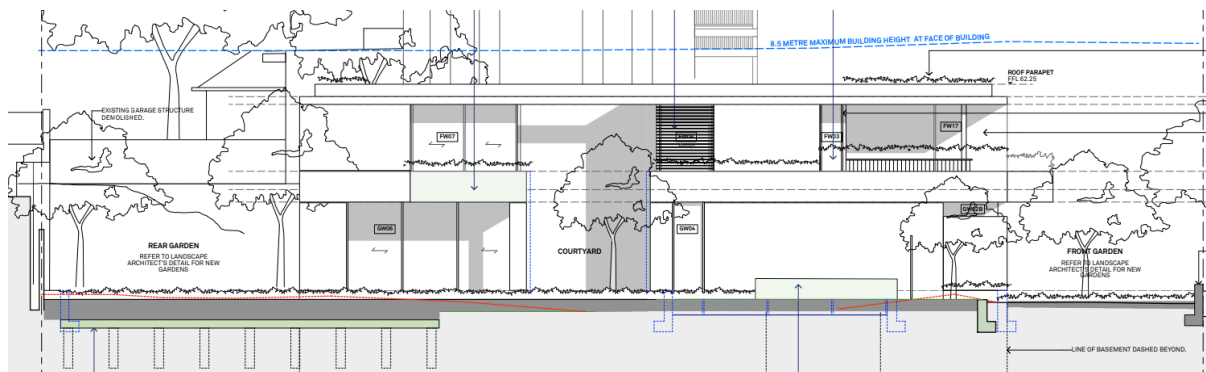 8.5 METRE MAXIMUM BUILDING HEIGHT AT FACE OF BUILDING
ROOF PARAPET
FFL 62.25
EXISTING GARAGE STRUCTURE
DEMOLISHED.
FW07
FW03
FW17
GW06
GW04
GW02B
REAR GARDEN
REFER TO LANDSCAPE
ARCHITECT'S DETAIL FOR NEW
GARDENS
COURTYARD
FRONT GARDEN
REFER TO LANDSCAPE
ARCHITECT'S DETAIL FOR NEW
GARDENS
LINE OF BASEMENT DASHED BEYOND.